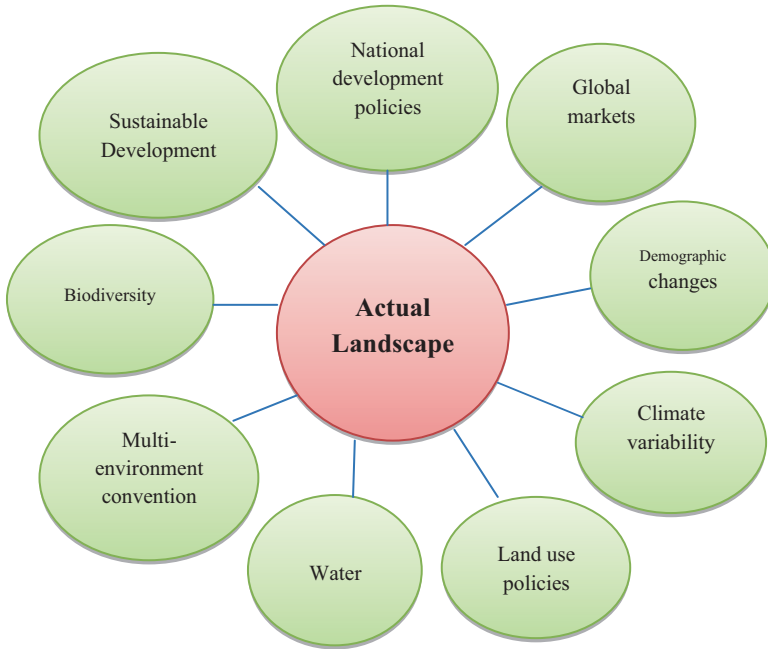 National
development
policies
Global
markets
Sustainable
Development
Demographic
changes
Biodiversity
Actual
Landscape
Climate
variability
Multi-
environment
convention
Water
Land use
policies